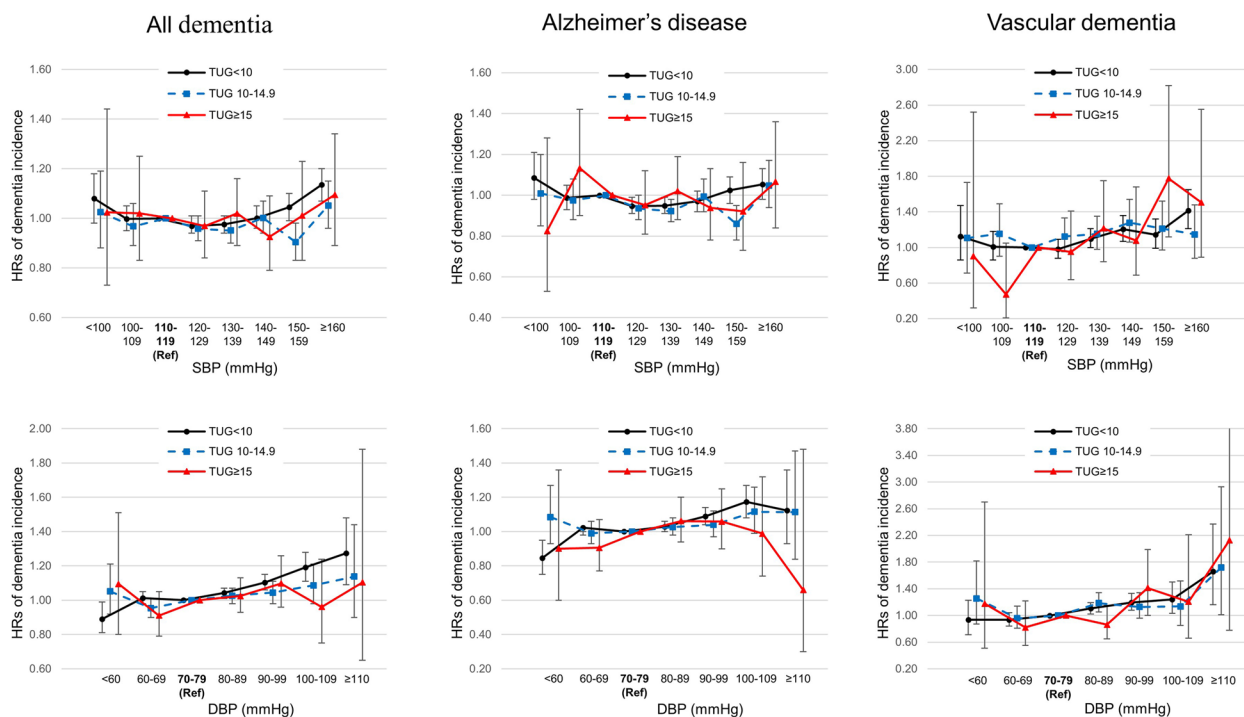 All dementia
HRs of dementia incidence
1.60
1.40
1.20
1.00
0.80
0.60
TUG<10
TUG 10-14.9
TUG≥15
<100 100- 110- 120- 130- 140- 150- ≥160
109 119 129 139 149 159
(Ref)
SBP (mmHg)
Alzheimer's disease
HRs of dementia incidence
1.60
1.40
1.20
1.00
0.80
0.60
0.40
TUG<10
TUG 10-14.9
TUG≥15
<100 100- 110- 120- 130- 140- 150- ≥160
109 119 129 139 149 159
(Ref)
SBP (mmHg)
Vascular dementia
HRs of dementia incidence
3.00
2.60
2.20
1.80
1.40
1.00
0.60
0.20
TUG<10
TUG 10-14.9
TUG≥15
<100 100- 110- 120- 130- 140- 150- ≥160
109 119 129 139 149 159
(Ref)
SBP (mmHg)
HRs of dementia incidence
2.00
1.80
1.60
1.40
1.20
1.00
0.80
0.60
TUG<10
TUG 10-14.9
TUG≥15
<60 60-69 70-79 80-89 90-99 100-109 ≥110
(Ref)
DBP (mmHg)
HRs of dementia incidence
1.80
1.60
1.40
1.20
1.00
0.80
0.60
0.40
0.20
TUG<10
TUG 10-14.9
TUG≥15
<60 60-69 70-79 80-89 90-99 100-109 ≥110
(Ref)
DBP (mmHg)
HRs of dementia incidence
3.80
3.40
3.00
2.60
2.20
1.80
1.40
1.00
0.60
0.20
TUG<10
TUG 10-14.9
TUG≥15
<60 60-69 70-79 80-89 90-99 100-109 ≥110
(Ref)
DBP (mmHg)